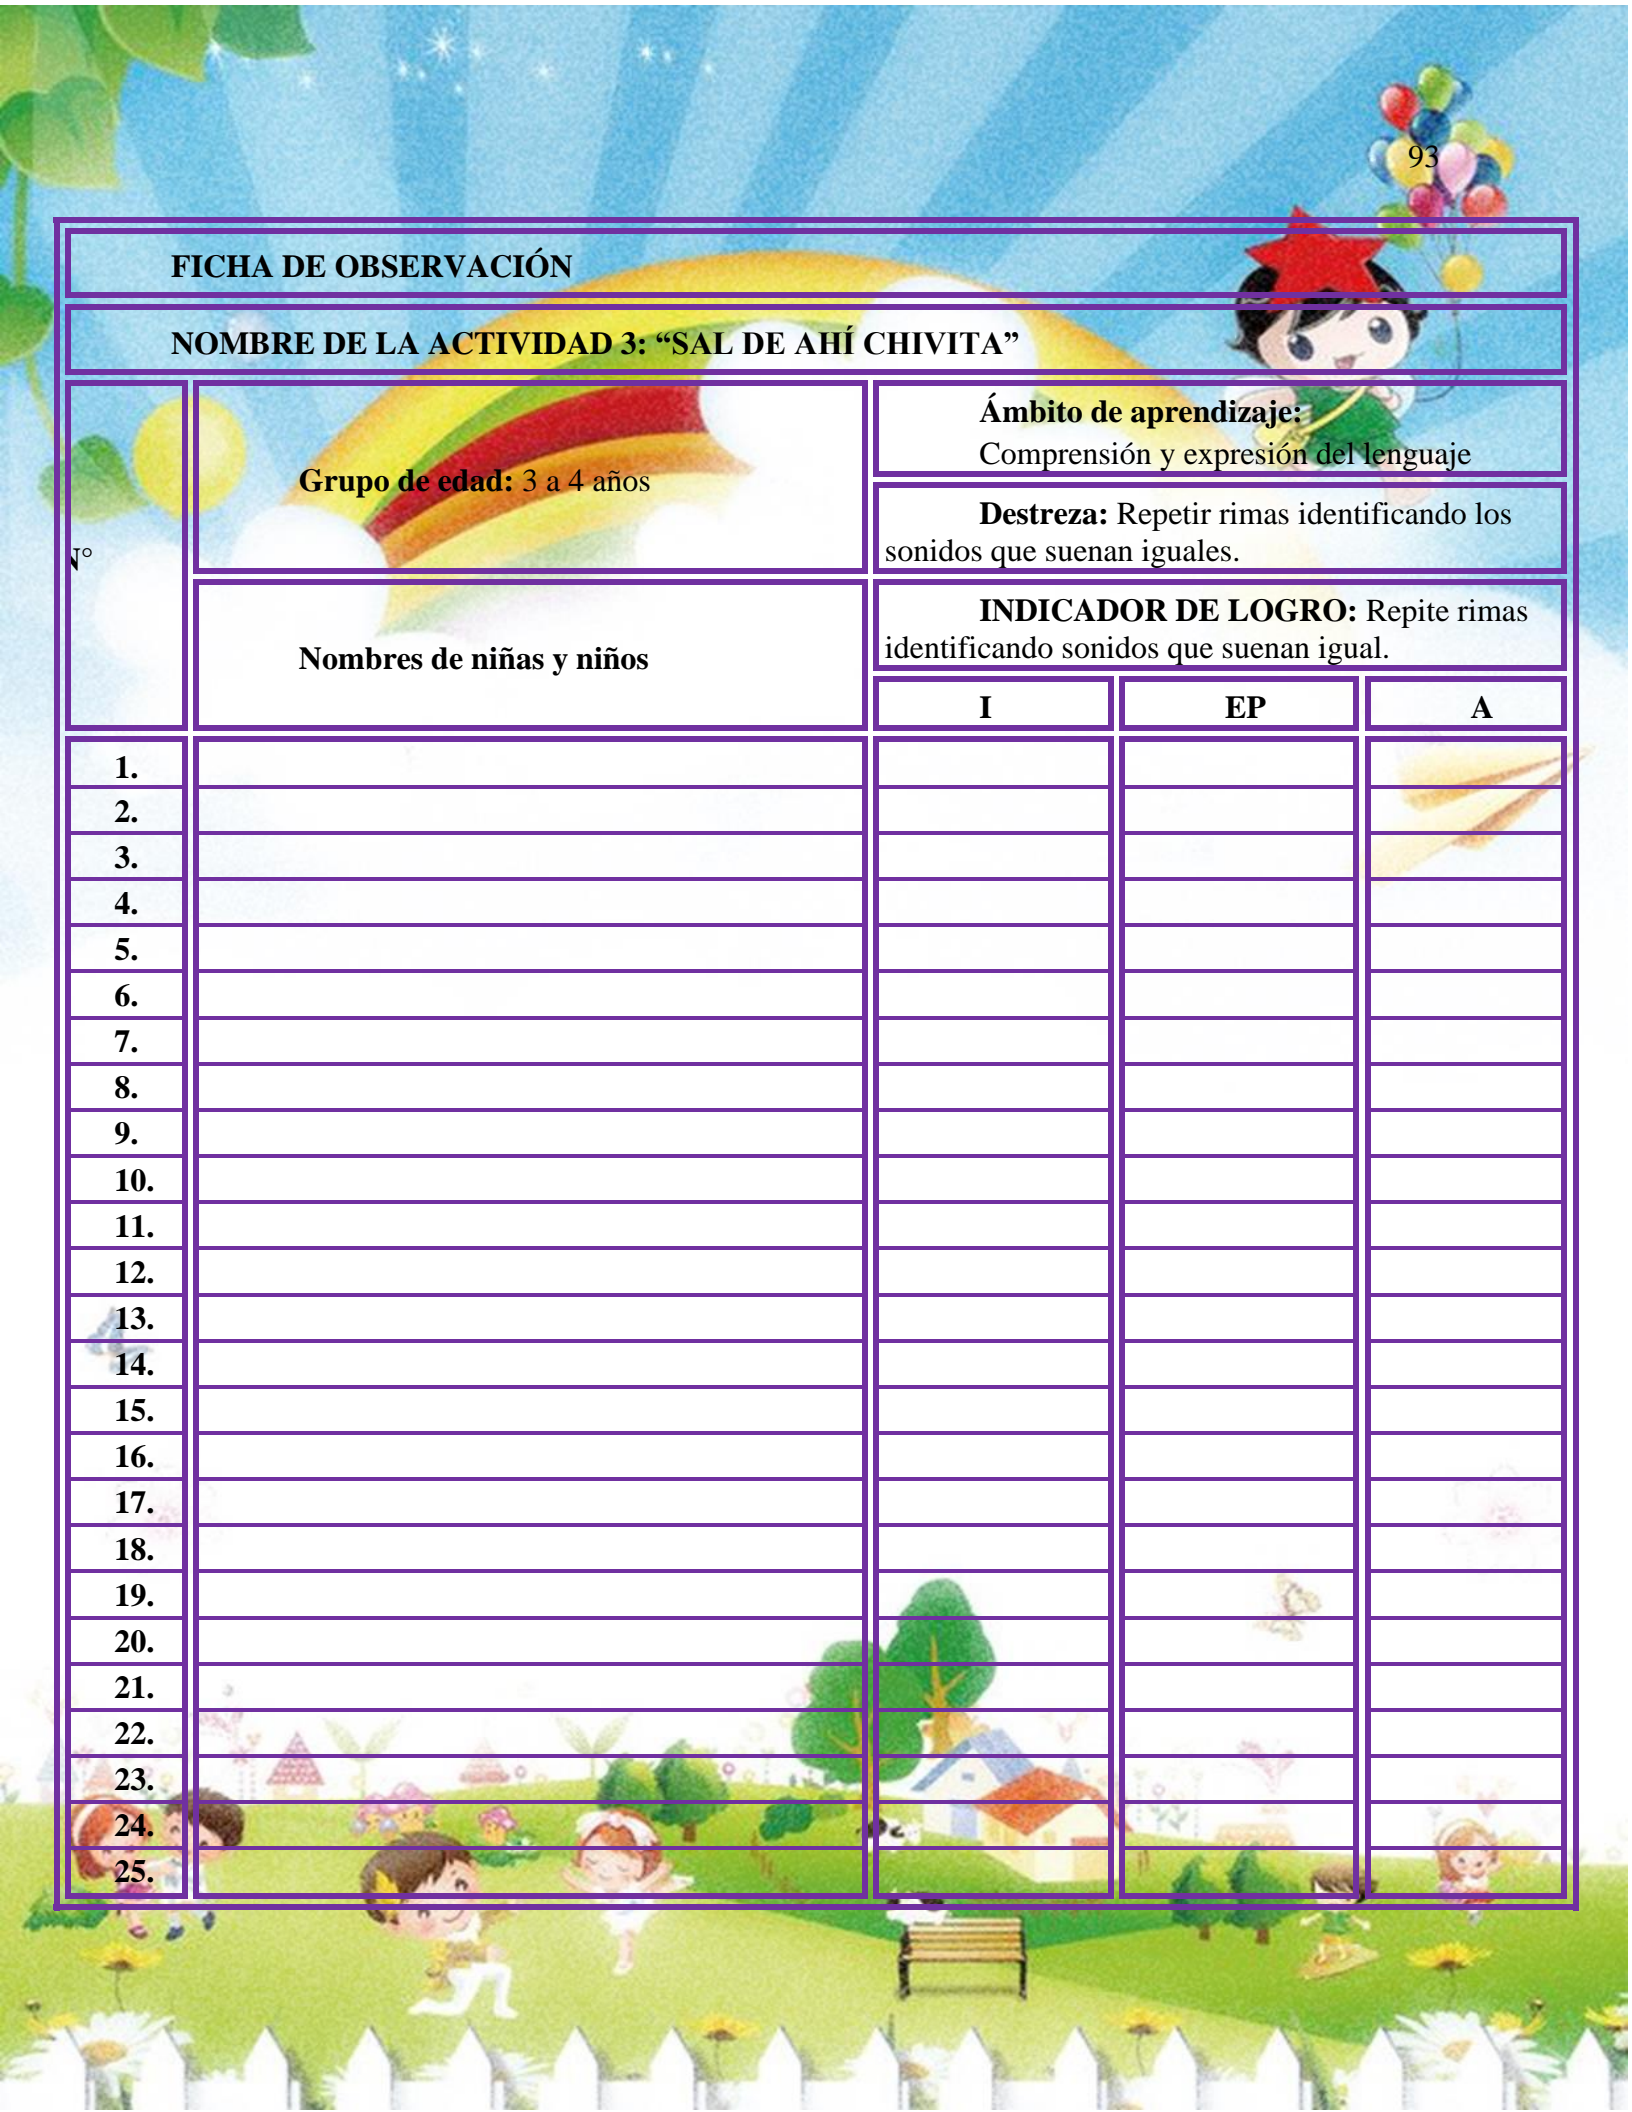 93
FICHA DE OBSERVACIÓN
NOMBRE DE LA ACTIVIDAD 3: “SAL DE AHÍ CHIVITA”
N°
Grupo de edad: 3 a 4 años
Ámbito de aprendizaje:
Comprensión y expresión del lenguaje
Destreza: Repetir rimas identificando los
sonidos que suenan iguales.
Nombres de niñas y niños
INDICADOR DE LOGRO: Repite rimas
identificando sonidos que suenan igual.
I EP A
1.
2.
3.
4.
5.
6.
7.
8.
9.
10.
11.
12.
13.
14.
15.
16.
17.
18.
19.
20.
21.
22.
23.
24.
25.